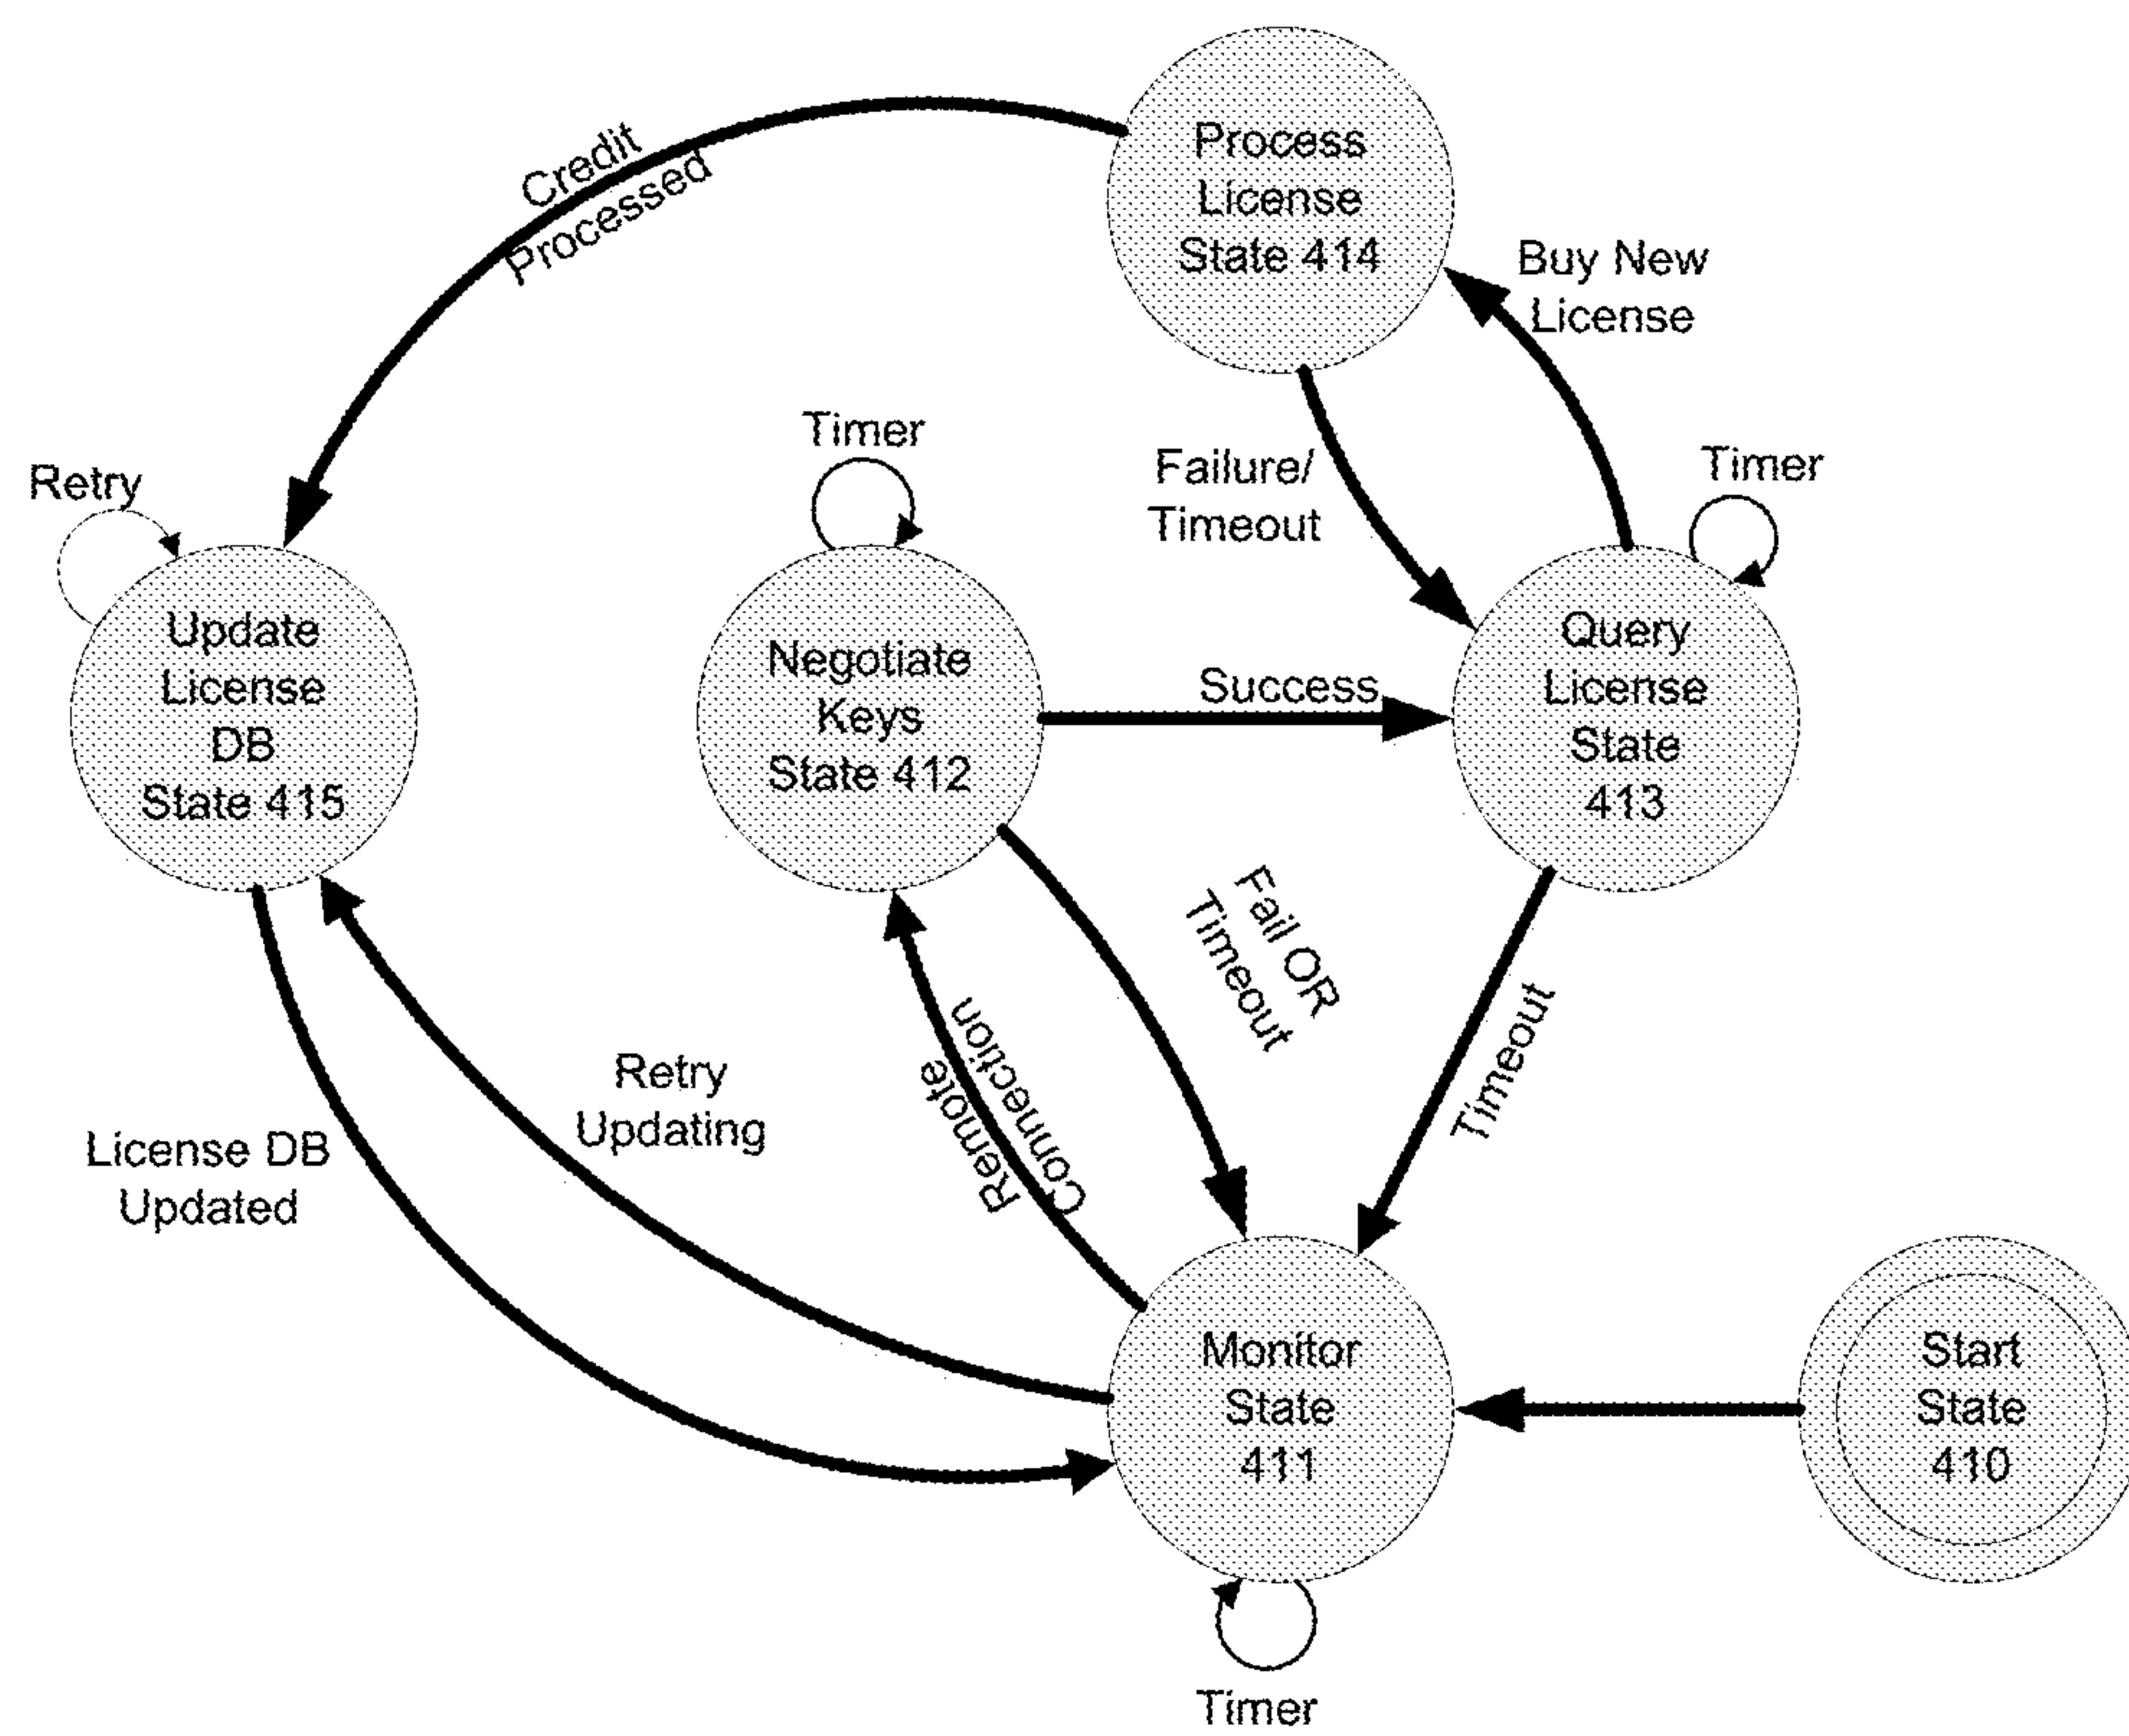 Process
License
State 414
Credit
Processed
Buy New
License
Timer
Failure/
Timeout
Timer
Retry
Update
License
DB
State 415
Negotiate
Keys
State 412
Success
Query
License
State
413
Fail OR
Timeout
Timeout
Remote
Connection
Retry
Updating
License DB
Updated
Monitor
State
411
Start
State
410
Timer